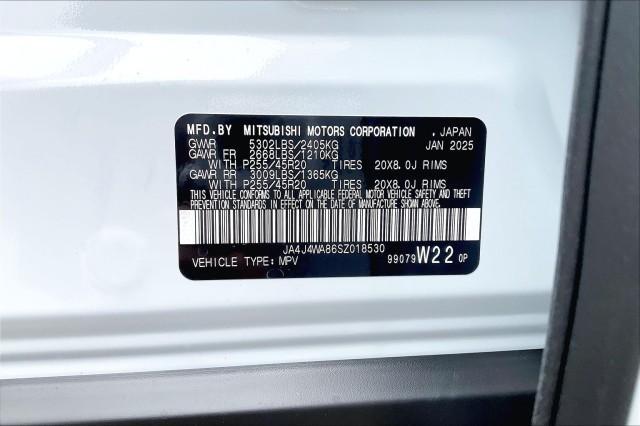 MFD.BY MITSUBISHI MOTORS CORPORATION . JAPAN
GVWR 5302LBS/2405KG JAN 2025
GAWR FR 2668LBS/1210KG
WITH P255/45R20 TIRES 20X8.0J RIMS
GAWR RR 3009LBS/1365KG
WITH P255/45R20 TIRES 20X8.0J RIMS
THIS VEHICLE CONFORMS TO ALL APPLICABLE FEDERAL MOTOR VEHICLE SAFETY AND THEFT PREVENTION
STANDARDS IN EFFECT ON THE DATE OF MANUFACTURE SHOWN ABOVE.
JA4J4WA86SZ018530
VEHICLE TYPE: MPV 99079 W22 0P